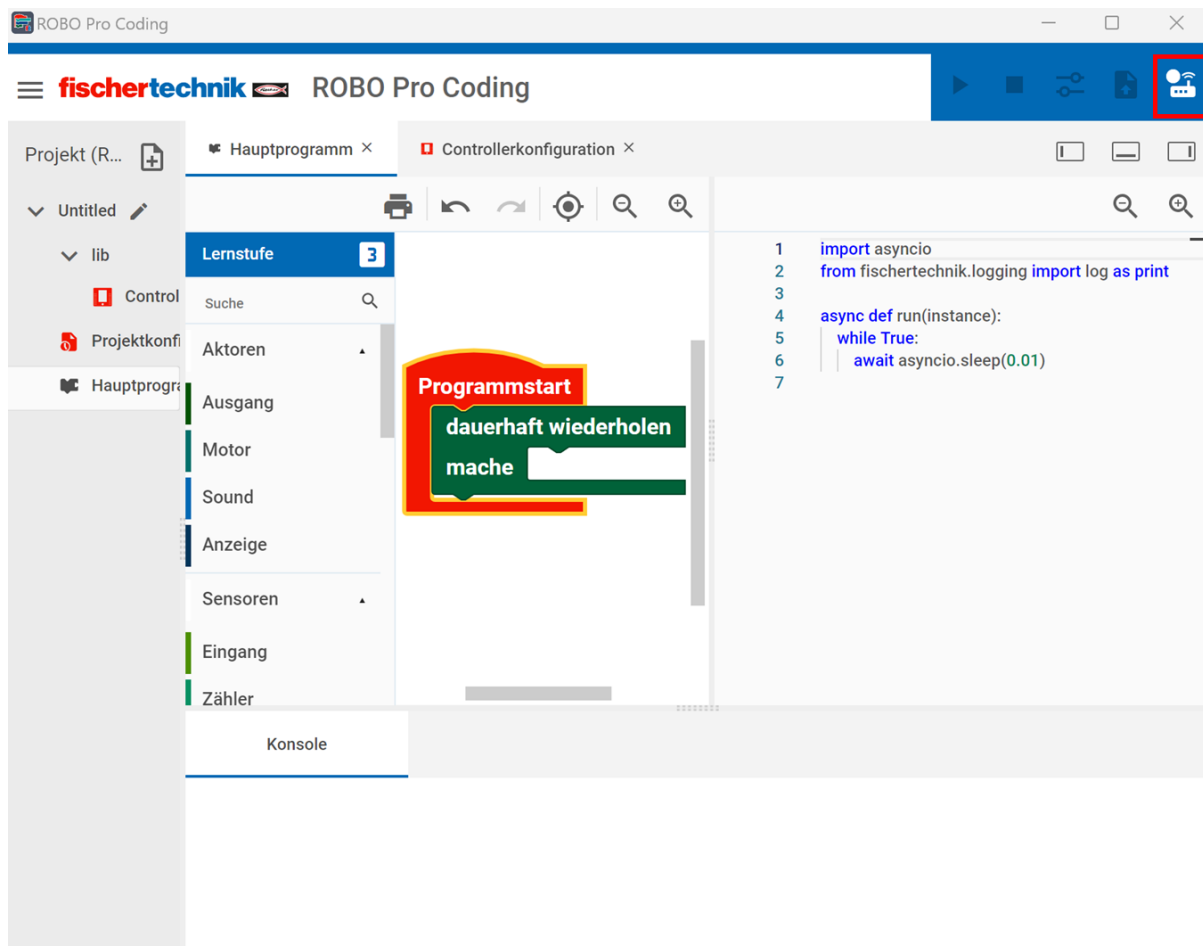 ROBO Pro Coding
fischertechnik ROBO Pro Coding
Projekt (R...
Hauptprogramm
Controllerkonfiguration
Untitled
lib
Control
Projektkonfi
Hauptprogra
Lernstufe 3
Suche
Aktoren
Ausgang
Motor
Sound
Anzeige
Sensoren
Eingang
Zähler
Programmstart
dauerhaft wiederholen
mache
1 import asyncio
2 from fischertechnik.logging import log as print
3
4 async def run(instance):
5 while True:
6 await asyncio.sleep(0.01)
7
Konsole